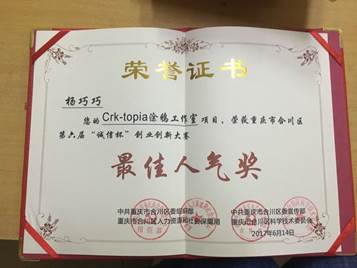 荣誉证书
杨巧巧
您的Crk-topia涂鸦工作室项目，荣获重庆市合川区
第六届“诚信杯”创业创新大赛
最佳人气奖
中共重庆市合川区委组织部 中共重庆市合川区委宣传部
重庆市合川区人力资源和社会保障局 重庆市合川区科学技术委员会
2017年6月14日